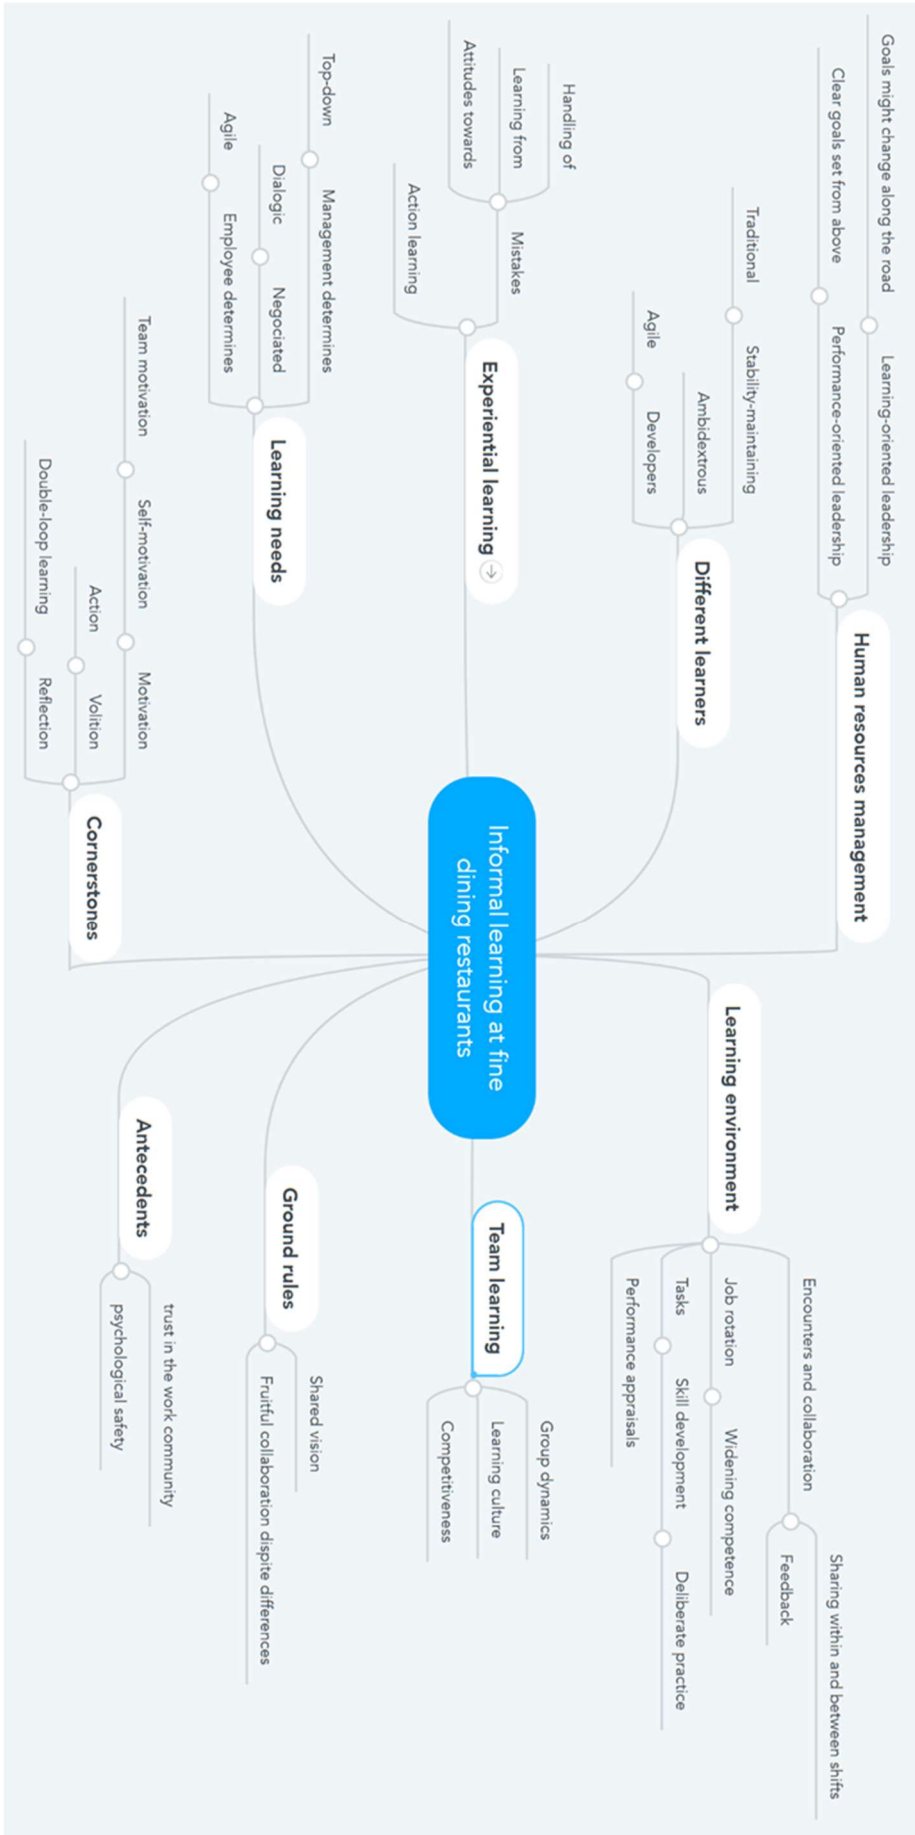 Informal learning at fine
dining restaurants
Human resources management
Learning-oriented leadership
Goals might change along the road
Performance-oriented leadership
Clear goals set from above
Different learners
Stability-maintaining
Traditional
Ambidextrous
Developers
Agile
Experiential learning
Mistakes
Handling of
Learning from
Attitudes towards
Action learning
Learning needs
Management determines
Top-down
Negociated
Dialogic
Employee determines
Agile
Cornerstones
Motivation
Self-motivation
Team motivation
Volition
Action
Reflection
Double-loop learning
Learning environment
Encounters and collaboration
Sharing within and between shifts
Feedback
Job rotation
Widening competence
Tasks
Skill development
Deliberate practice
Performance appraisals
Team learning
Group dynamics
Learning culture
Competitiveness
Ground rules
Shared vision
Fruitful collaboration dispite differences
Antecedents
trust in the work community
psychological safety